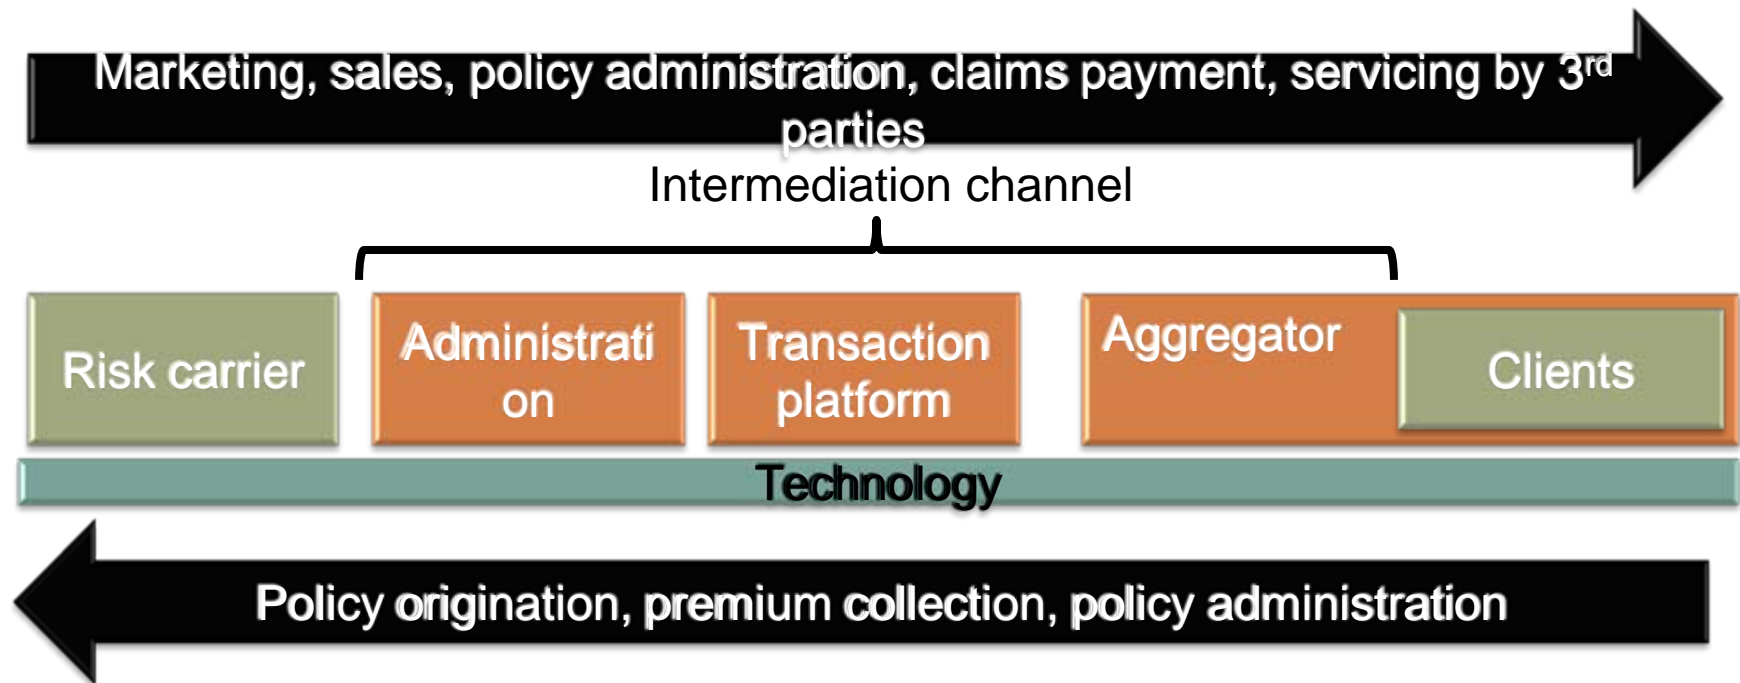 Marketing, sales, policy administration, claims payment, servicing by 3rd
parties
Intermediation channel
Risk carrier
Administrati
on
Transaction
platform
Aggregator
Clients
Technology
Policy origination, premium collection, policy administration